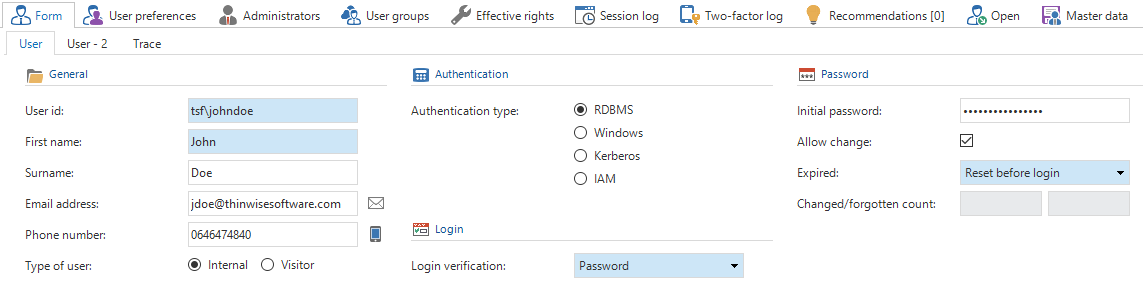 Form User preferences Administrators User groups Effective rights Session log Two-factor log Recommendations [0] Open Master data
User User - 2 Trace
General
User id: tsf\johndoe
First name: John
Surname: Doe
Email address: jdoe@thinwisesoftware.com
Phone number: 0646474840
Type of user: Internal Visitor
Authentication
Authentication type: RDBMS
Windows
Kerberos
IAM
Login
Login verification: Password
Password
Initial password: •••••••••••••••
Allow change:
Expired: Reset before login
Changed/forgotten count: